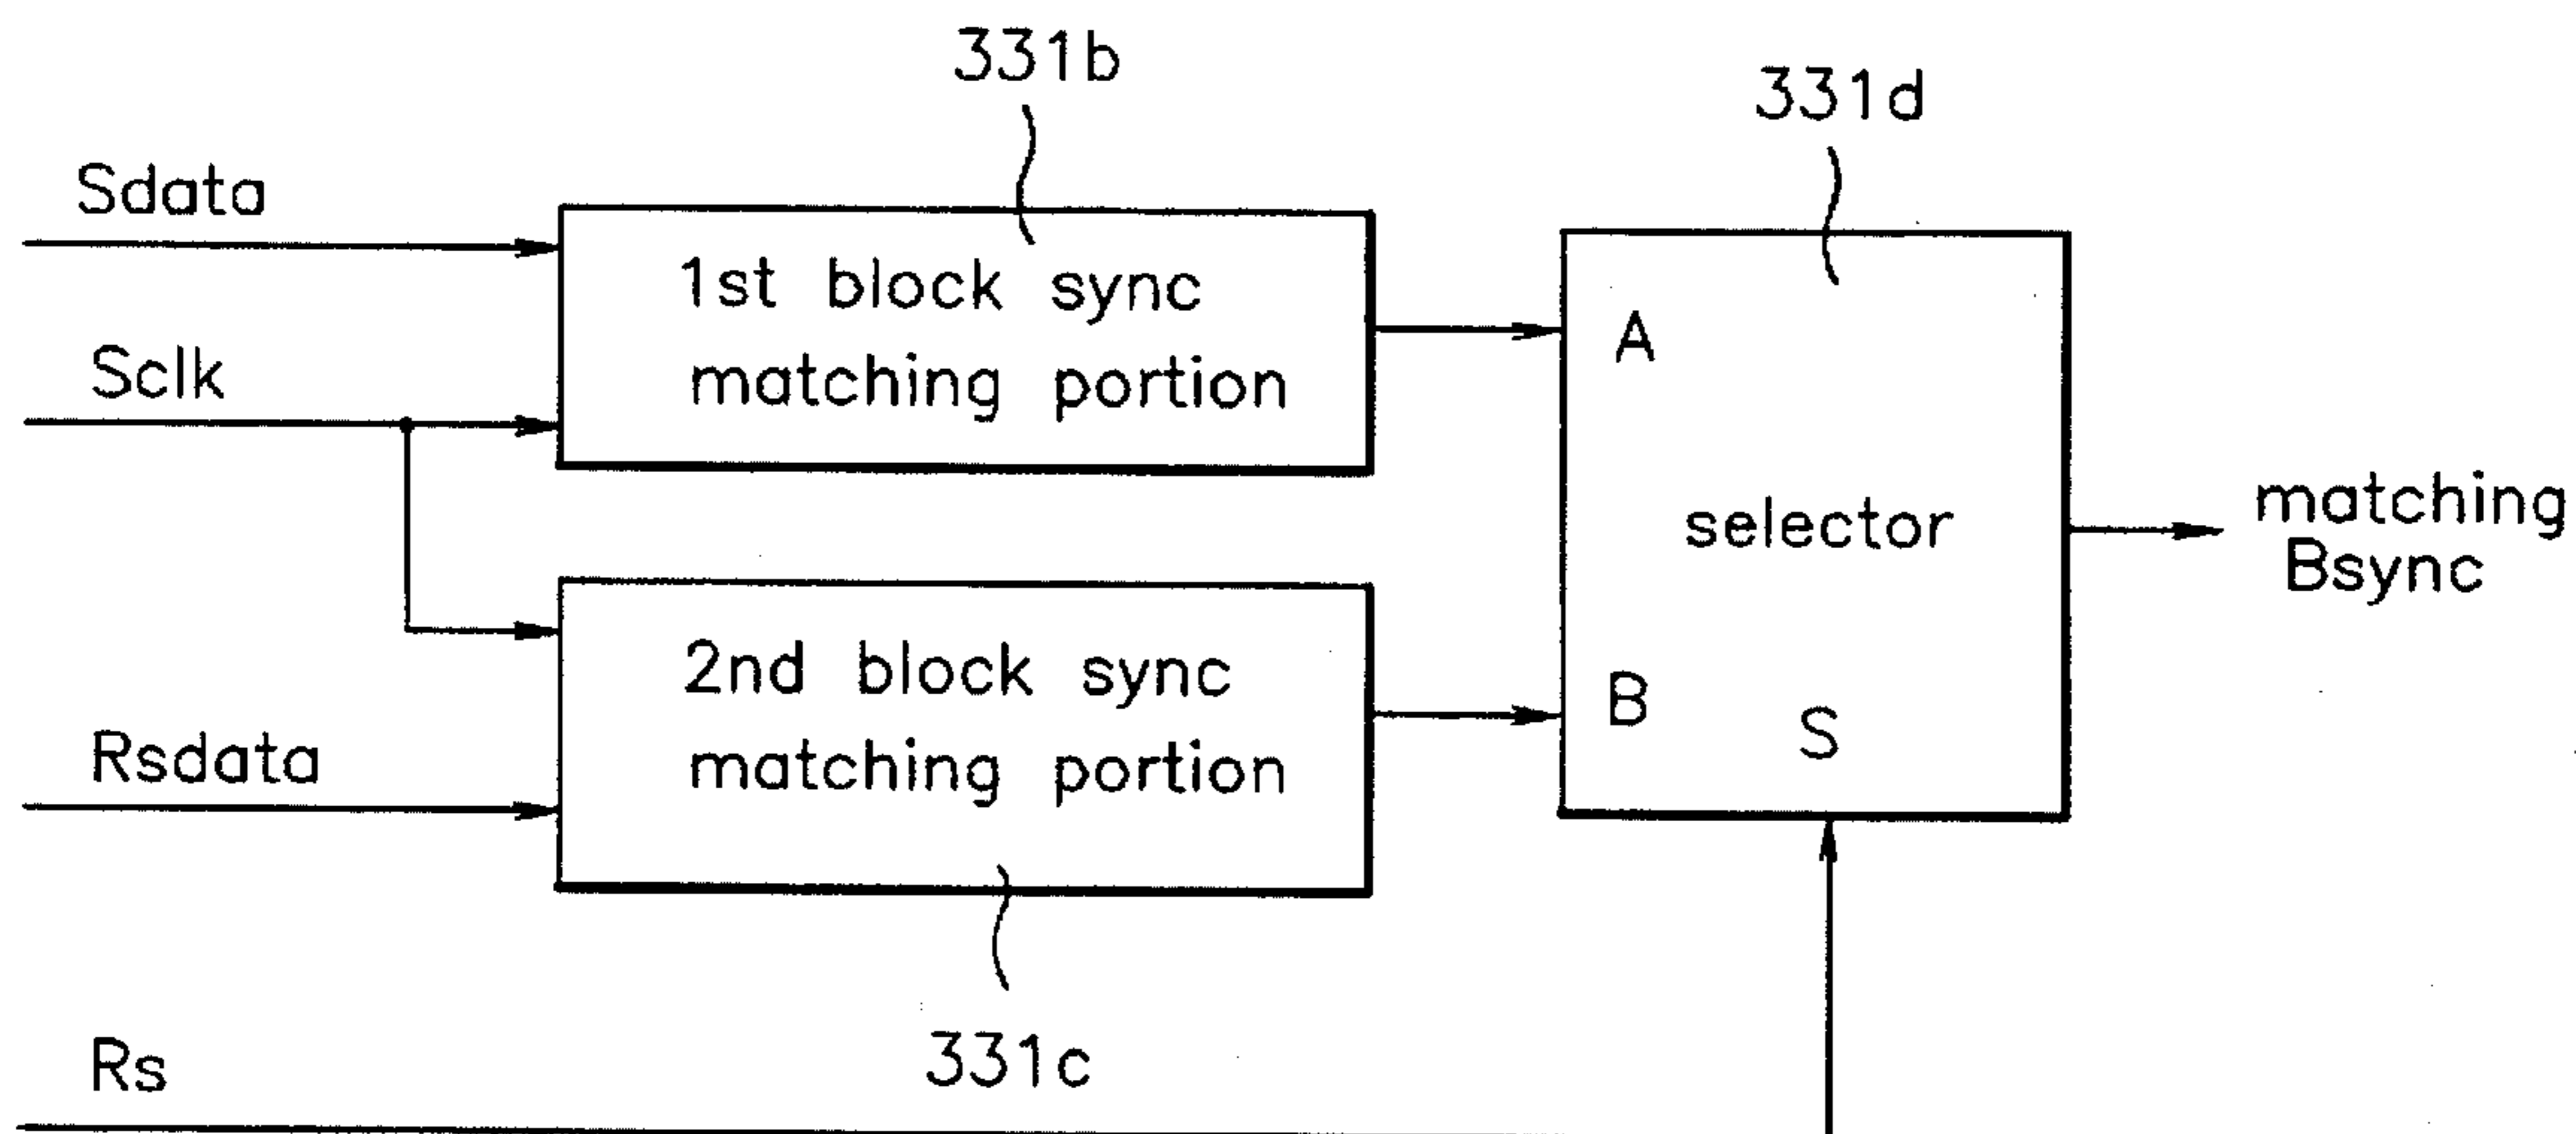 331b
331d
Sdata
1st block sync
matching portion
Sclk
A
selector
matching
Bsync
2nd block sync
matching portion
B
S
Rsdata
331c
Rs